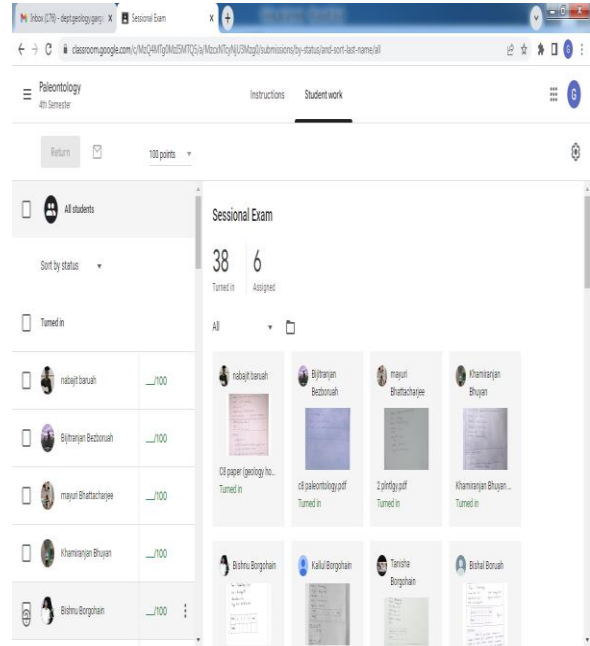 Inbox (176) - dept.geology.garg
Sessional Exam
classroom.google.com/c/MzQ4MTg0MzI5MTQ5/a/MzcxNTcyNjU3Mzg0/submissions/by-status/and-sort-last-name/all
Paleontology
4th Semester
Instructions
Student work
G
Return
100 points
All students
Sort by status
Turned in
nabajit baruah
__/100
Bijitranjan Bezboruah
__/100
mayuri Bhattacharjee
__/100
Khamiranjan Bhuyan
__/100
Bishnu Borgohain
__/100
Sessional Exam
38
6
Turned in
Assigned
All
nabajit baruah
C8 paper (geology ho...
Turned in
Bijitranjan
Bezboruah
c8 paleontology.pdf
Turned in
mayuri
Bhattacharjee
2 plntlgy.pdf
Turned in
Khamiranjan
Bhuyan
Khamiranjan Bhuyan ...
Turned in
Bishnu Borgohain
Kallul Borgohain
Tanisha
Borgohain
Bishal Boruah